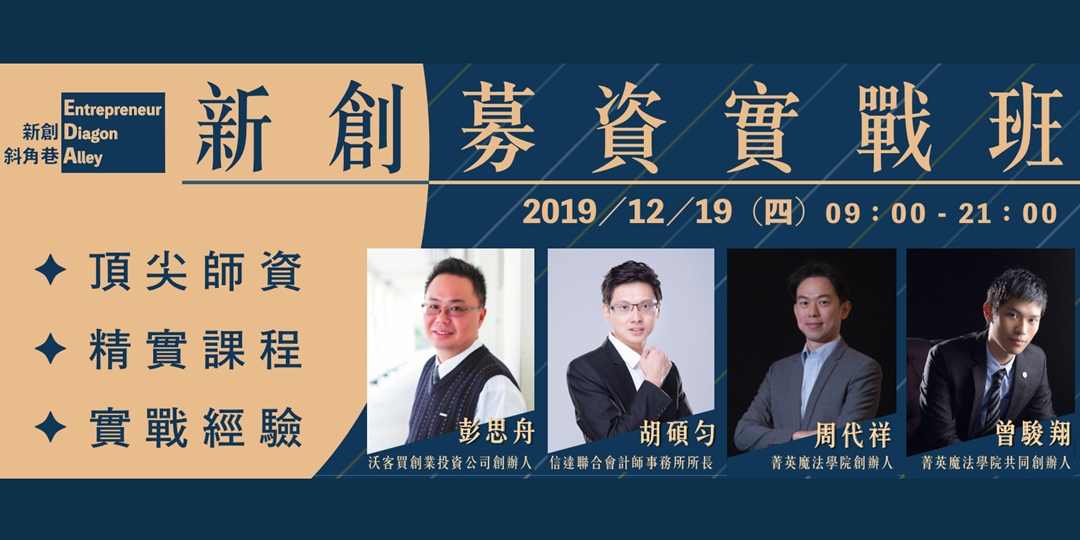 Entrepreneur
Diagon
Alley
新創
斜角巷
新創募資實戰班
2019／12／19（四）09：00 - 21：00
頂尖師資
精實課程
實戰經驗
彭思舟
沃客買創業投資公司創辦人
胡碩勻
信達聯合會計師事務所所長
周代祥
菁英魔法學院創辦人
曾駿翔
菁英魔法學院共同創辦人